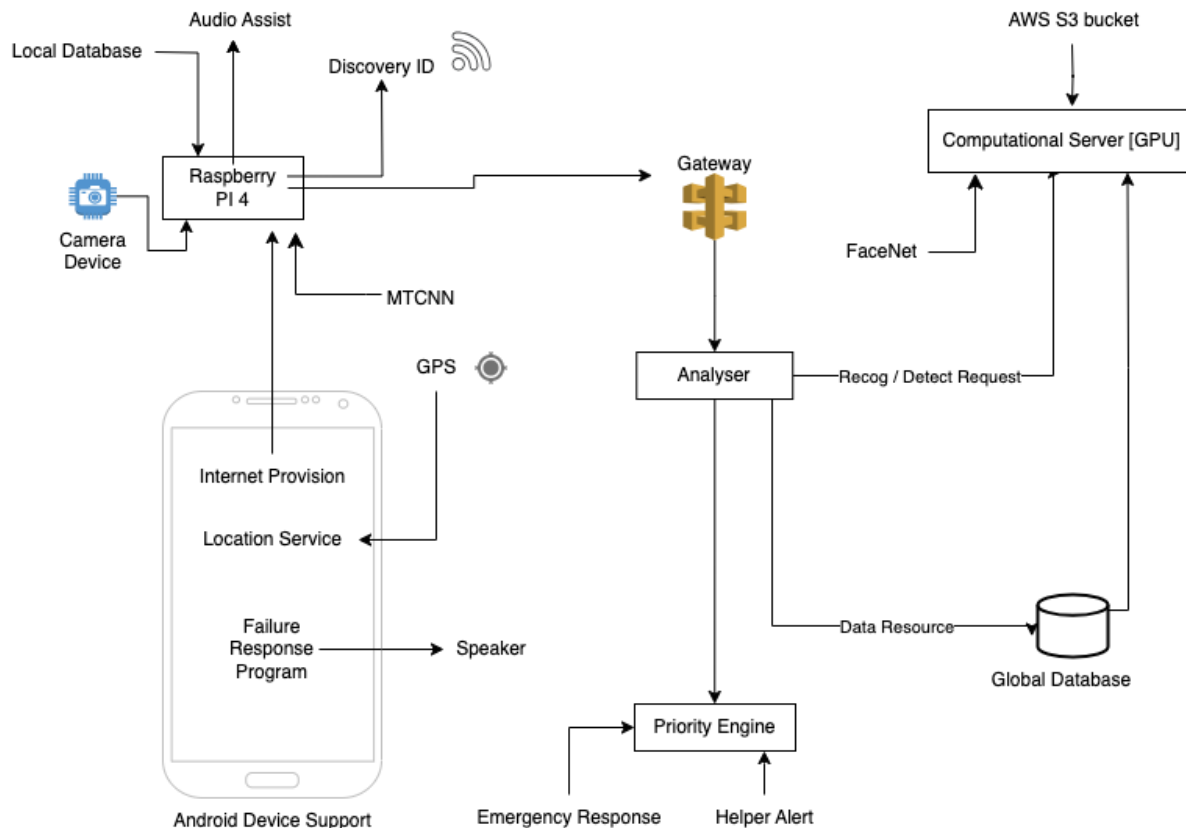 Audio Assist
AWS S3 bucket
Local Database
Discovery ID
Computational Server [GPU]
Gateway
Raspberry
PI 4
Camera
Device
FaceNet
MTCNN
GPS
Analyser
Recog / Detect Request
Internet Provision
Location Service
Failure
Response
Program
Speaker
Data Resource
Global Database
Priority Engine
Emergency Response
Helper Alert
Android Device Support